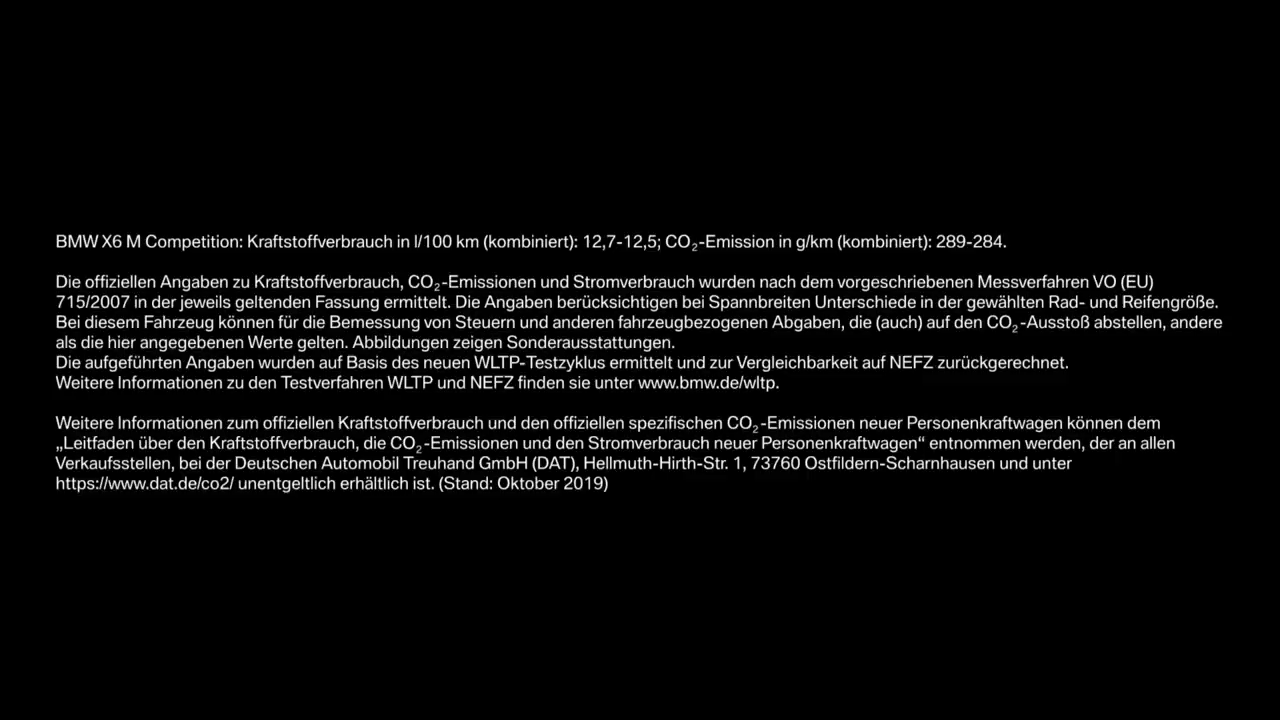 BMW X6 M Competition: Kraftstoffverbrauch in l/100 km (kombiniert): 12,7-12,5; CO₂-Emission in g/km (kombiniert): 289-284.
Die offiziellen Angaben zu Kraftstoffverbrauch, CO₂-Emissionen und Stromverbrauch wurden nach dem vorgeschriebenen Messverfahren VO (EU)
715/2007 in der jeweils geltenden Fassung ermittelt. Die Angaben berücksichtigen bei Spannbreiten Unterschiede in der gewählten Rad- und Reifengröße.
Bei diesem Fahrzeug können für die Bemessung von Steuern und anderen fahrzeugbezogenen Abgaben, die (auch) auf den CO₂-Ausstoß abstellen, andere
als die hier angegebenen Werte gelten. Abbildungen zeigen Sonderausstattungen.
Die aufgeführten Angaben wurden auf Basis des neuen WLTP-Testzyklus ermittelt und zur Vergleichbarkeit auf NEFZ zurückgerechnet.
Weitere Informationen zu den Testverfahren WLTP und NEFZ finden sie unter www.bmw.de/wltp.
Weitere Informationen zum offiziellen Kraftstoffverbrauch und den offiziellen spezifischen CO₂-Emissionen neuer Personenkraftwagen können dem
„Leitfaden über den Kraftstoffverbrauch, die CO₂-Emissionen und den Stromverbrauch neuer Personenkraftwagen“ entnommen werden, der an allen
Verkaufsstellen, bei der Deutschen Automobil Treuhand GmbH (DAT), Hellmuth-Hirth-Str. 1, 73760 Ostfildern-Scharnhausen und unter
https://www.dat.de/co2/ unentgeltlich erhältlich ist. (Stand: Oktober 2019)